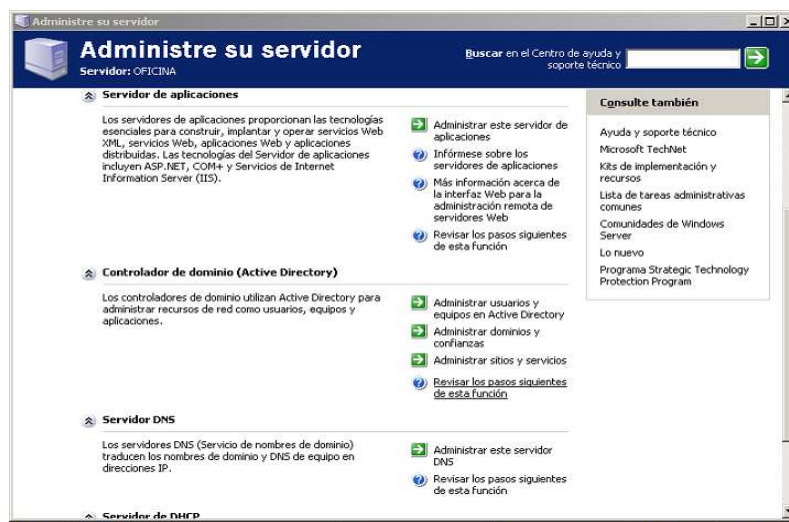 Administre su servidor
Administre su servidor
Servidor: OFICINA
Buscar en el Centro de ayuda y
soporte técnico
Servidor de aplicaciones
Los servidores de aplicaciones proporcionan las tecnologías
esenciales para construir, implantar y operar servicios Web
XML, servicios Web, aplicaciones Web y aplicaciones
distribuidas. Las tecnologías del Servidor de aplicaciones
incluyen ASP.NET, COM+ y Servicios de Internet
Information Server (IIS).
Administrar este servidor de
aplicaciones
Infórmese sobre los
servidores de aplicaciones
Más información acerca de
la interfaz Web para la
administración remota de
servidores Web
Revisar los pasos siguientes
de esta función
Controlador de dominio (Active Directory)
Los controladores de dominio utilizan Active Directory para
administrar recursos de red como usuarios, equipos y
aplicaciones.
Administrar usuarios y
equipos en Active Directory
Administrar dominios y
confianzas
Administrar sitios y servicios
Revisar los pasos siguientes
de esta función
Servidor DNS
Los servidores DNS (Servicio de nombres de dominio)
traducen los nombres de dominio y DNS de equipo en
direcciones IP.
Administrar este servidor
DNS
Revisar los pasos siguientes
de esta función
Servidor de DHCP
Consulte también
Ayuda y soporte técnico
Microsoft TechNet
Kits de implementación y
recursos
Lista de tareas administrativas
comunes
Comunidades de Windows
Server
Lo nuevo
Programa Strategic Technology
Protection Program